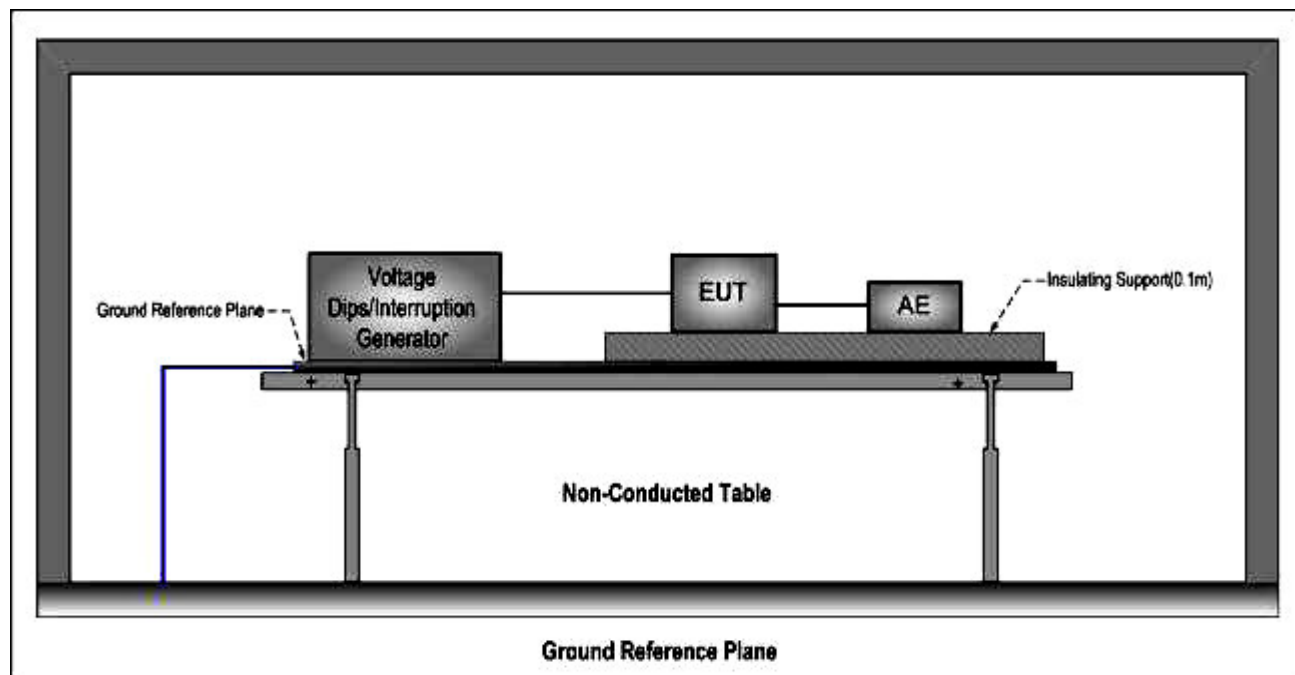 Voltage
Dips/Interruption
Generator
EUT
AE
Insulating Support(0.1m)
Ground Reference Plane
Non-Conducted Table
Ground Reference Plane